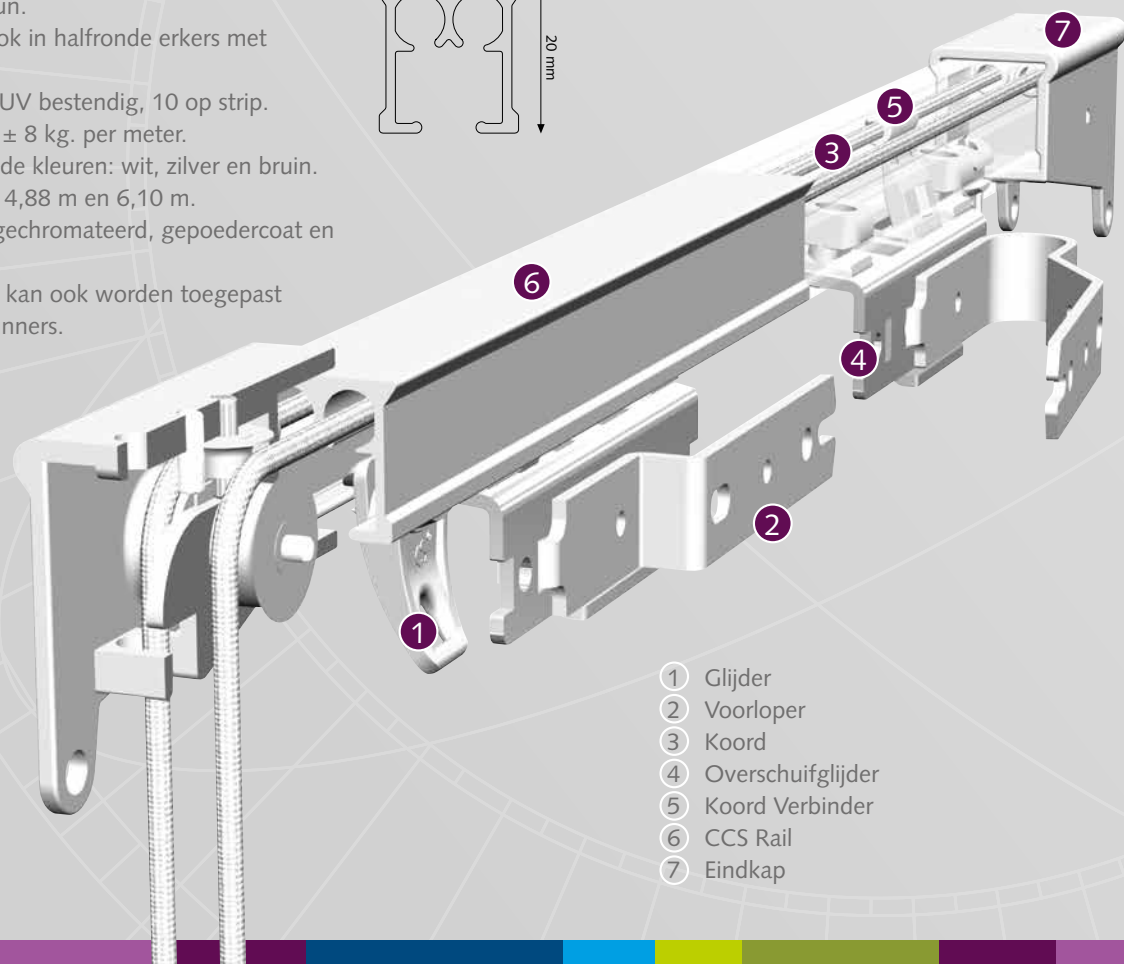 un.
ok in halfronde erkers met
UV bestendig, 10 op strip.
± 8 kg. per meter.
de kleuren: wit, zilver en bruin.
4,88 m en 6,10 m.
gechromateerd, gepoedercoat en
kan ook worden toegepast
nners.
20 mm
7
5
3
6
4
2
1
1 Glijder
2 Voorloper
3 Koord
4 Overschuifglijder
5 Koord Verbinder
6 CCS Rail
7 Eindkap